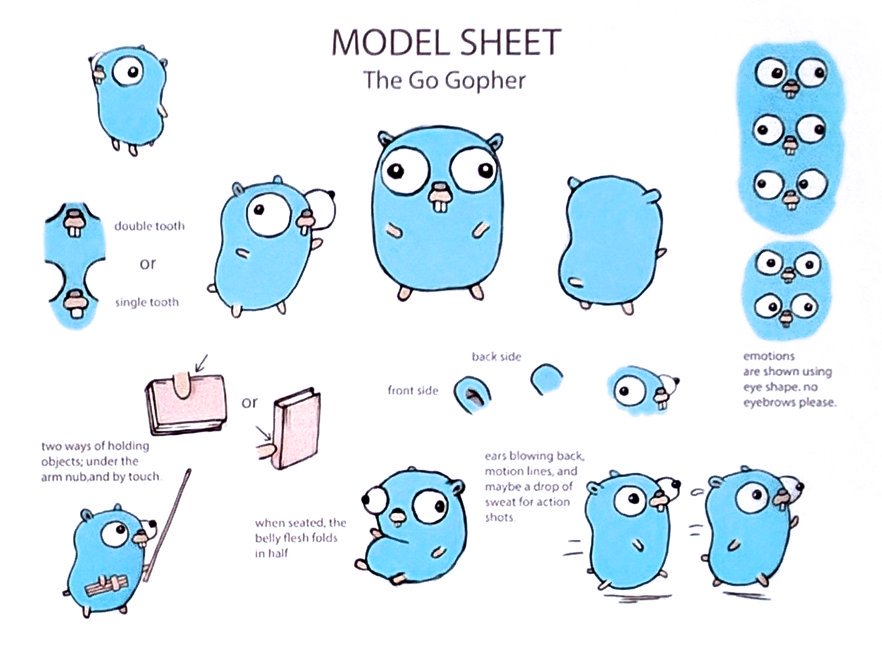 MODEL SHEET
The Go Gopher
double tooth
or
single tooth
back side
front side
emotions
are shown using
eye shape. no
eyebrows please.
or
two ways of holding
objects; under the
arm nub,and by touch.
when seated, the
belly flesh folds
in half
ears blowing back,
motion lines, and
maybe a drop of
sweat for action
shots.